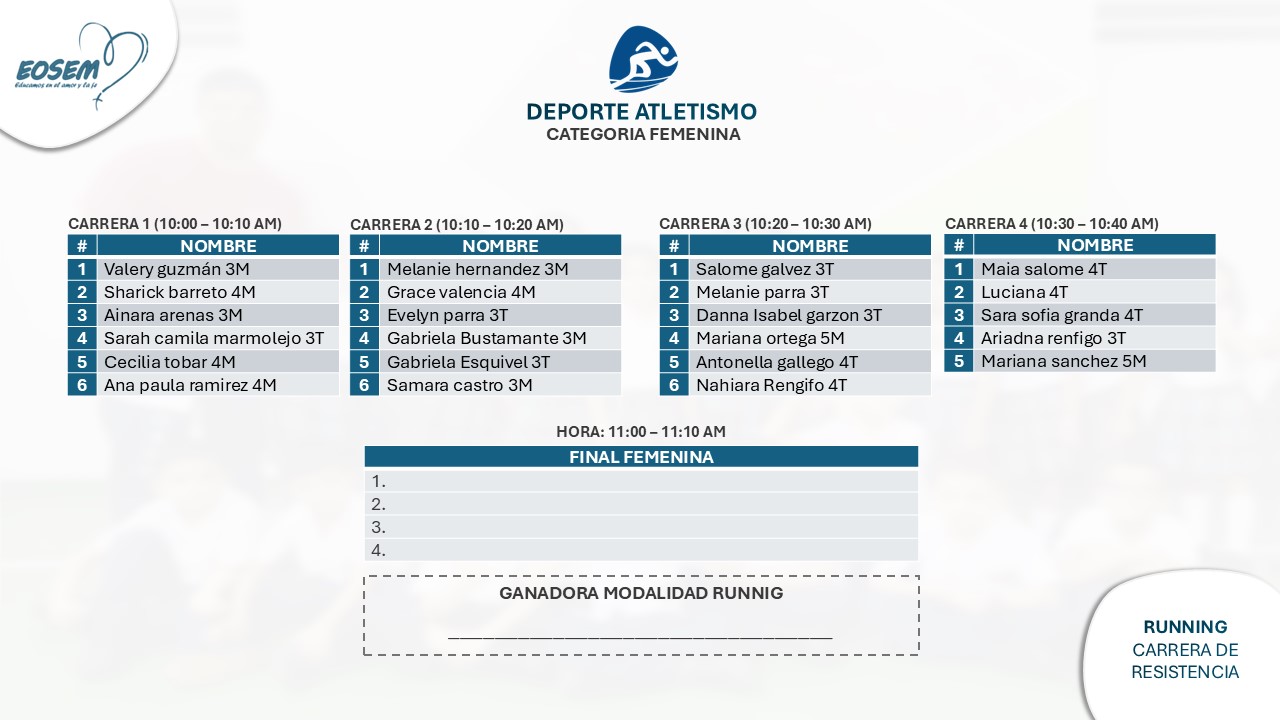 EOSEM
Educamos en el amor y la fe
DEPORTE ATLETISMO
CATEGORIA FEMENINA
CARRERA 1 (10:00 – 10:10 AM)
# NOMBRE
1 Valery guzmán 3M
2 Sharick barreto 4M
3 Ainara arenas 3M
4 Sarah camila marmolejo 3T
5 Cecilia tobar 4M
6 Ana paula ramirez 4M
CARRERA 2 (10:10 – 10:20 AM)
# NOMBRE
1 Melanie hernandez 3M
2 Grace valencia 4M
3 Evelyn parra 3T
4 Gabriela Bustamante 3M
5 Gabriela Esquivel 3T
6 Samara castro 3M
CARRERA 3 (10:20 – 10:30 AM)
# NOMBRE
1 Salome galvez 3T
2 Melanie parra 3T
3 Danna Isabel garzon 3T
4 Mariana ortega 5M
5 Antonella gallego 4T
6 Nahiara Rengifo 4T
CARRERA 4 (10:30 – 10:40 AM)
# NOMBRE
1 Maia salome 4T
2 Luciana 4T
3 Sara sofia granda 4T
4 Ariadna renfigo 3T
5 Mariana sanchez 5M
HORA: 11:00 – 11:10 AM
FINAL FEMENINA
1.
2.
3.
4.
GANADORA MODALIDAD RUNNIG
RUNNING
CARRERA DE
RESISTENCIA